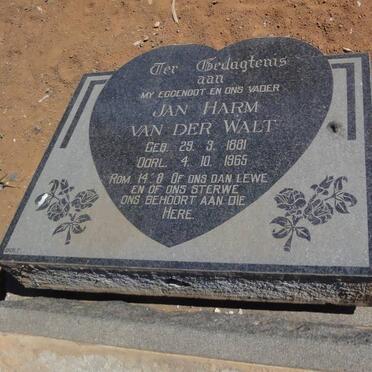 Ter Gedagtenis
aan
MY EGGENOOT EN ONS VADER
JAN HARM
VAN DER WALT
GEB. 29. 3. 1881
OORL. 4. 10. 1965
ROM. 14:8 OF ONS DAN LEWE
EN OF ONS STERWE
ONS BEHOORT AAN DIE
HERE.